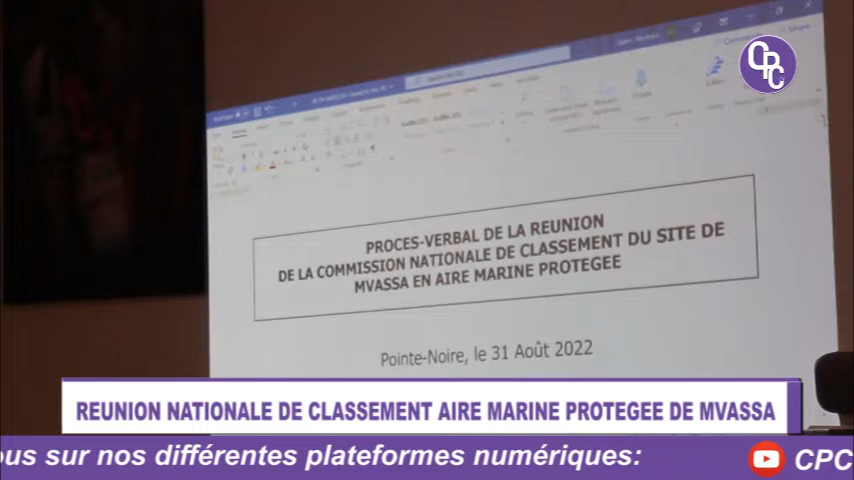 CPC
PROCES-VERBAL DE LA REUNION
DE LA COMMISSION NATIONALE DE CLASSEMENT DU SITE DE
MVASSA EN AIRE MARINE PROTEGEE
Pointe-Noire, le 31 Août 2022
REUNION NATIONALE DE CLASSEMENT AIRE MARINE PROTEGEE DE MVASSA
ous sur nos différentes plateformes numériques: CPC